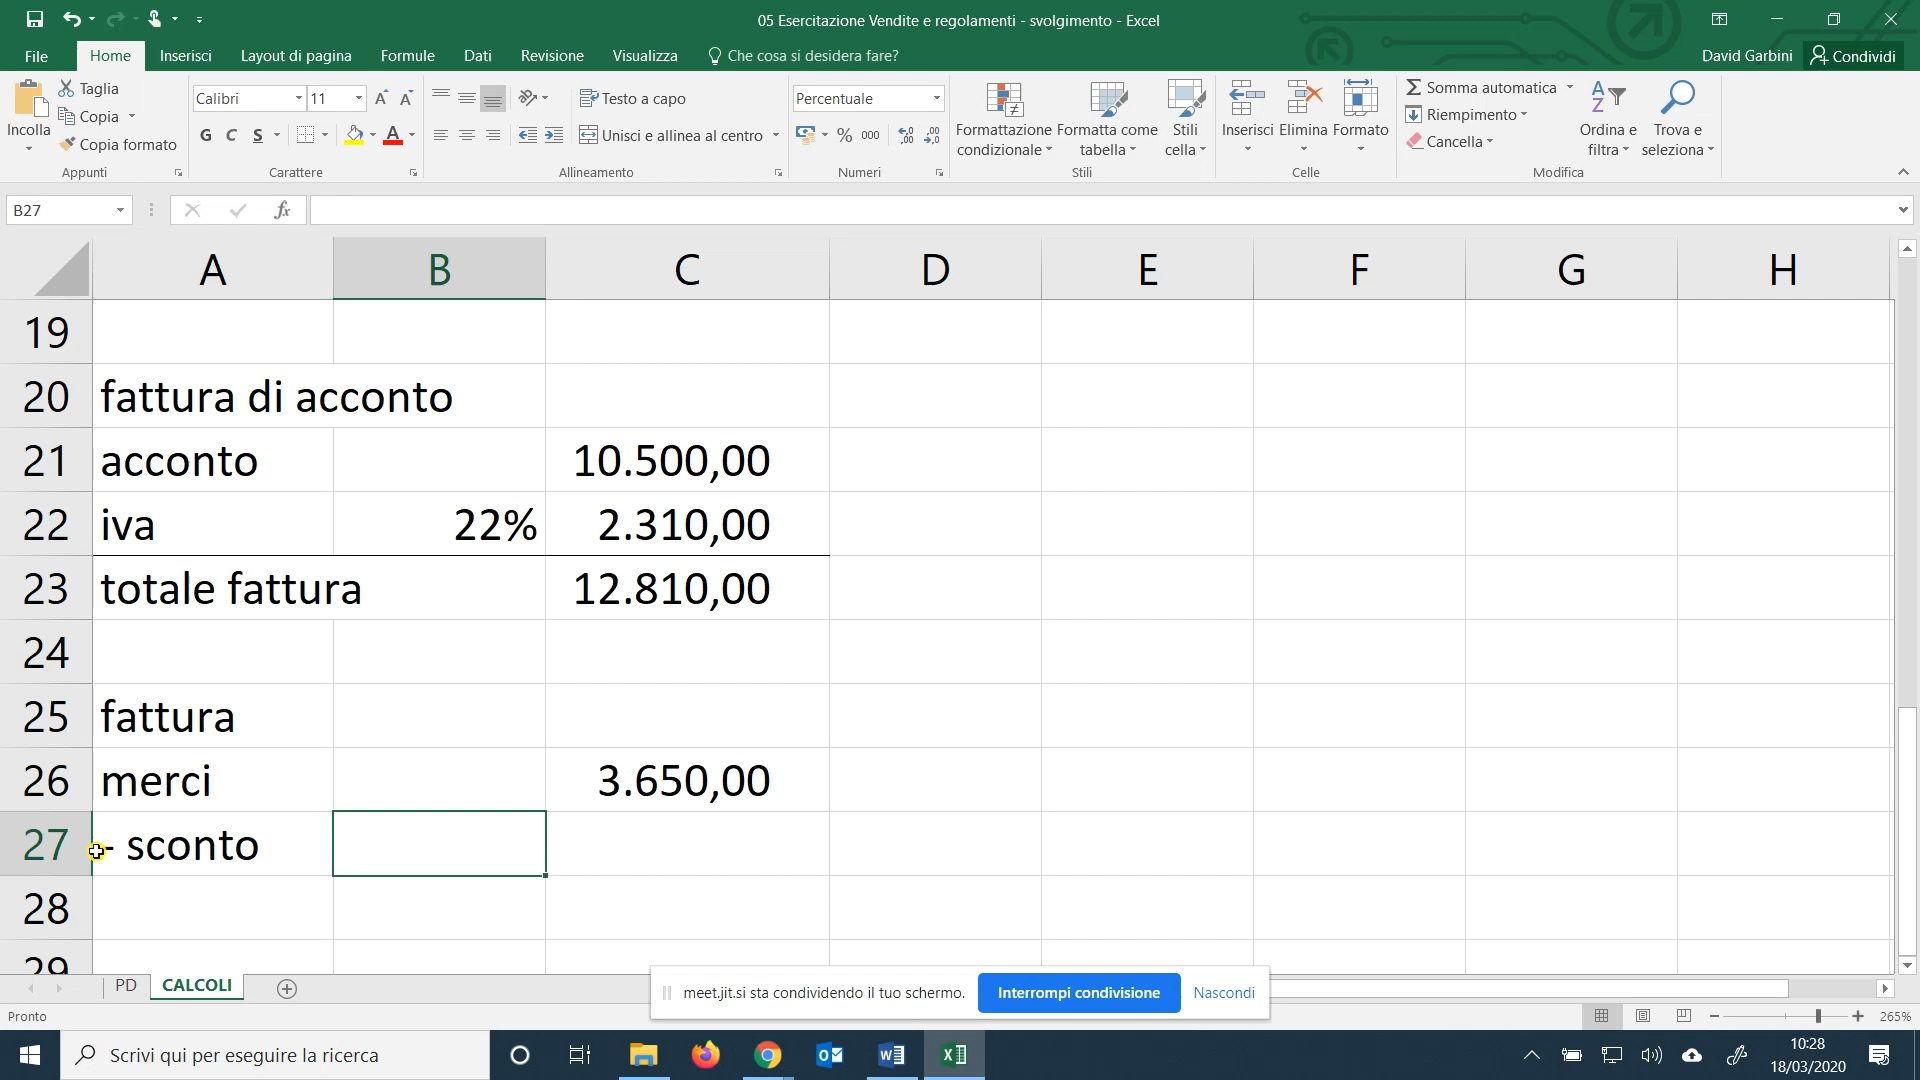 05 Esercitazione Vendite e regolamenti - svolgimento - Excel
File Home Inserisci Layout di pagina Formule Dati Revisione Visualizza Che cosa si desidera fare? David Garbini Condividi
Incolla
Taglia
Copia
Copia formato
Appunti
Calibri 11
G C S
Carattere
Testo a capo
Unisci e allinea al centro
Allineamento
Percentuale
% 000
Numeri
Formattazione condizionale
Formatta come tabella
Stili cella
Stili
Inserisci Elimina Formato
Celle
Somma automatica
Riempimento
Cancella
Ordina e filtra
Trova e seleziona
Modifica
B27 fx
A B C D E F G H
19
20 fattura di acconto
21 acconto 10.500,00
22 iva 22% 2.310,00
23 totale fattura 12.810,00
24
25 fattura
26 merci 3.650,00
27 - sconto
28
29
PD CALCOLI
meet.jit.si sta condividendo il tuo schermo. Interrompi condivisione Nascondi
Pronto 265%
Scrivi qui per eseguire la ricerca
10:28
18/03/2020